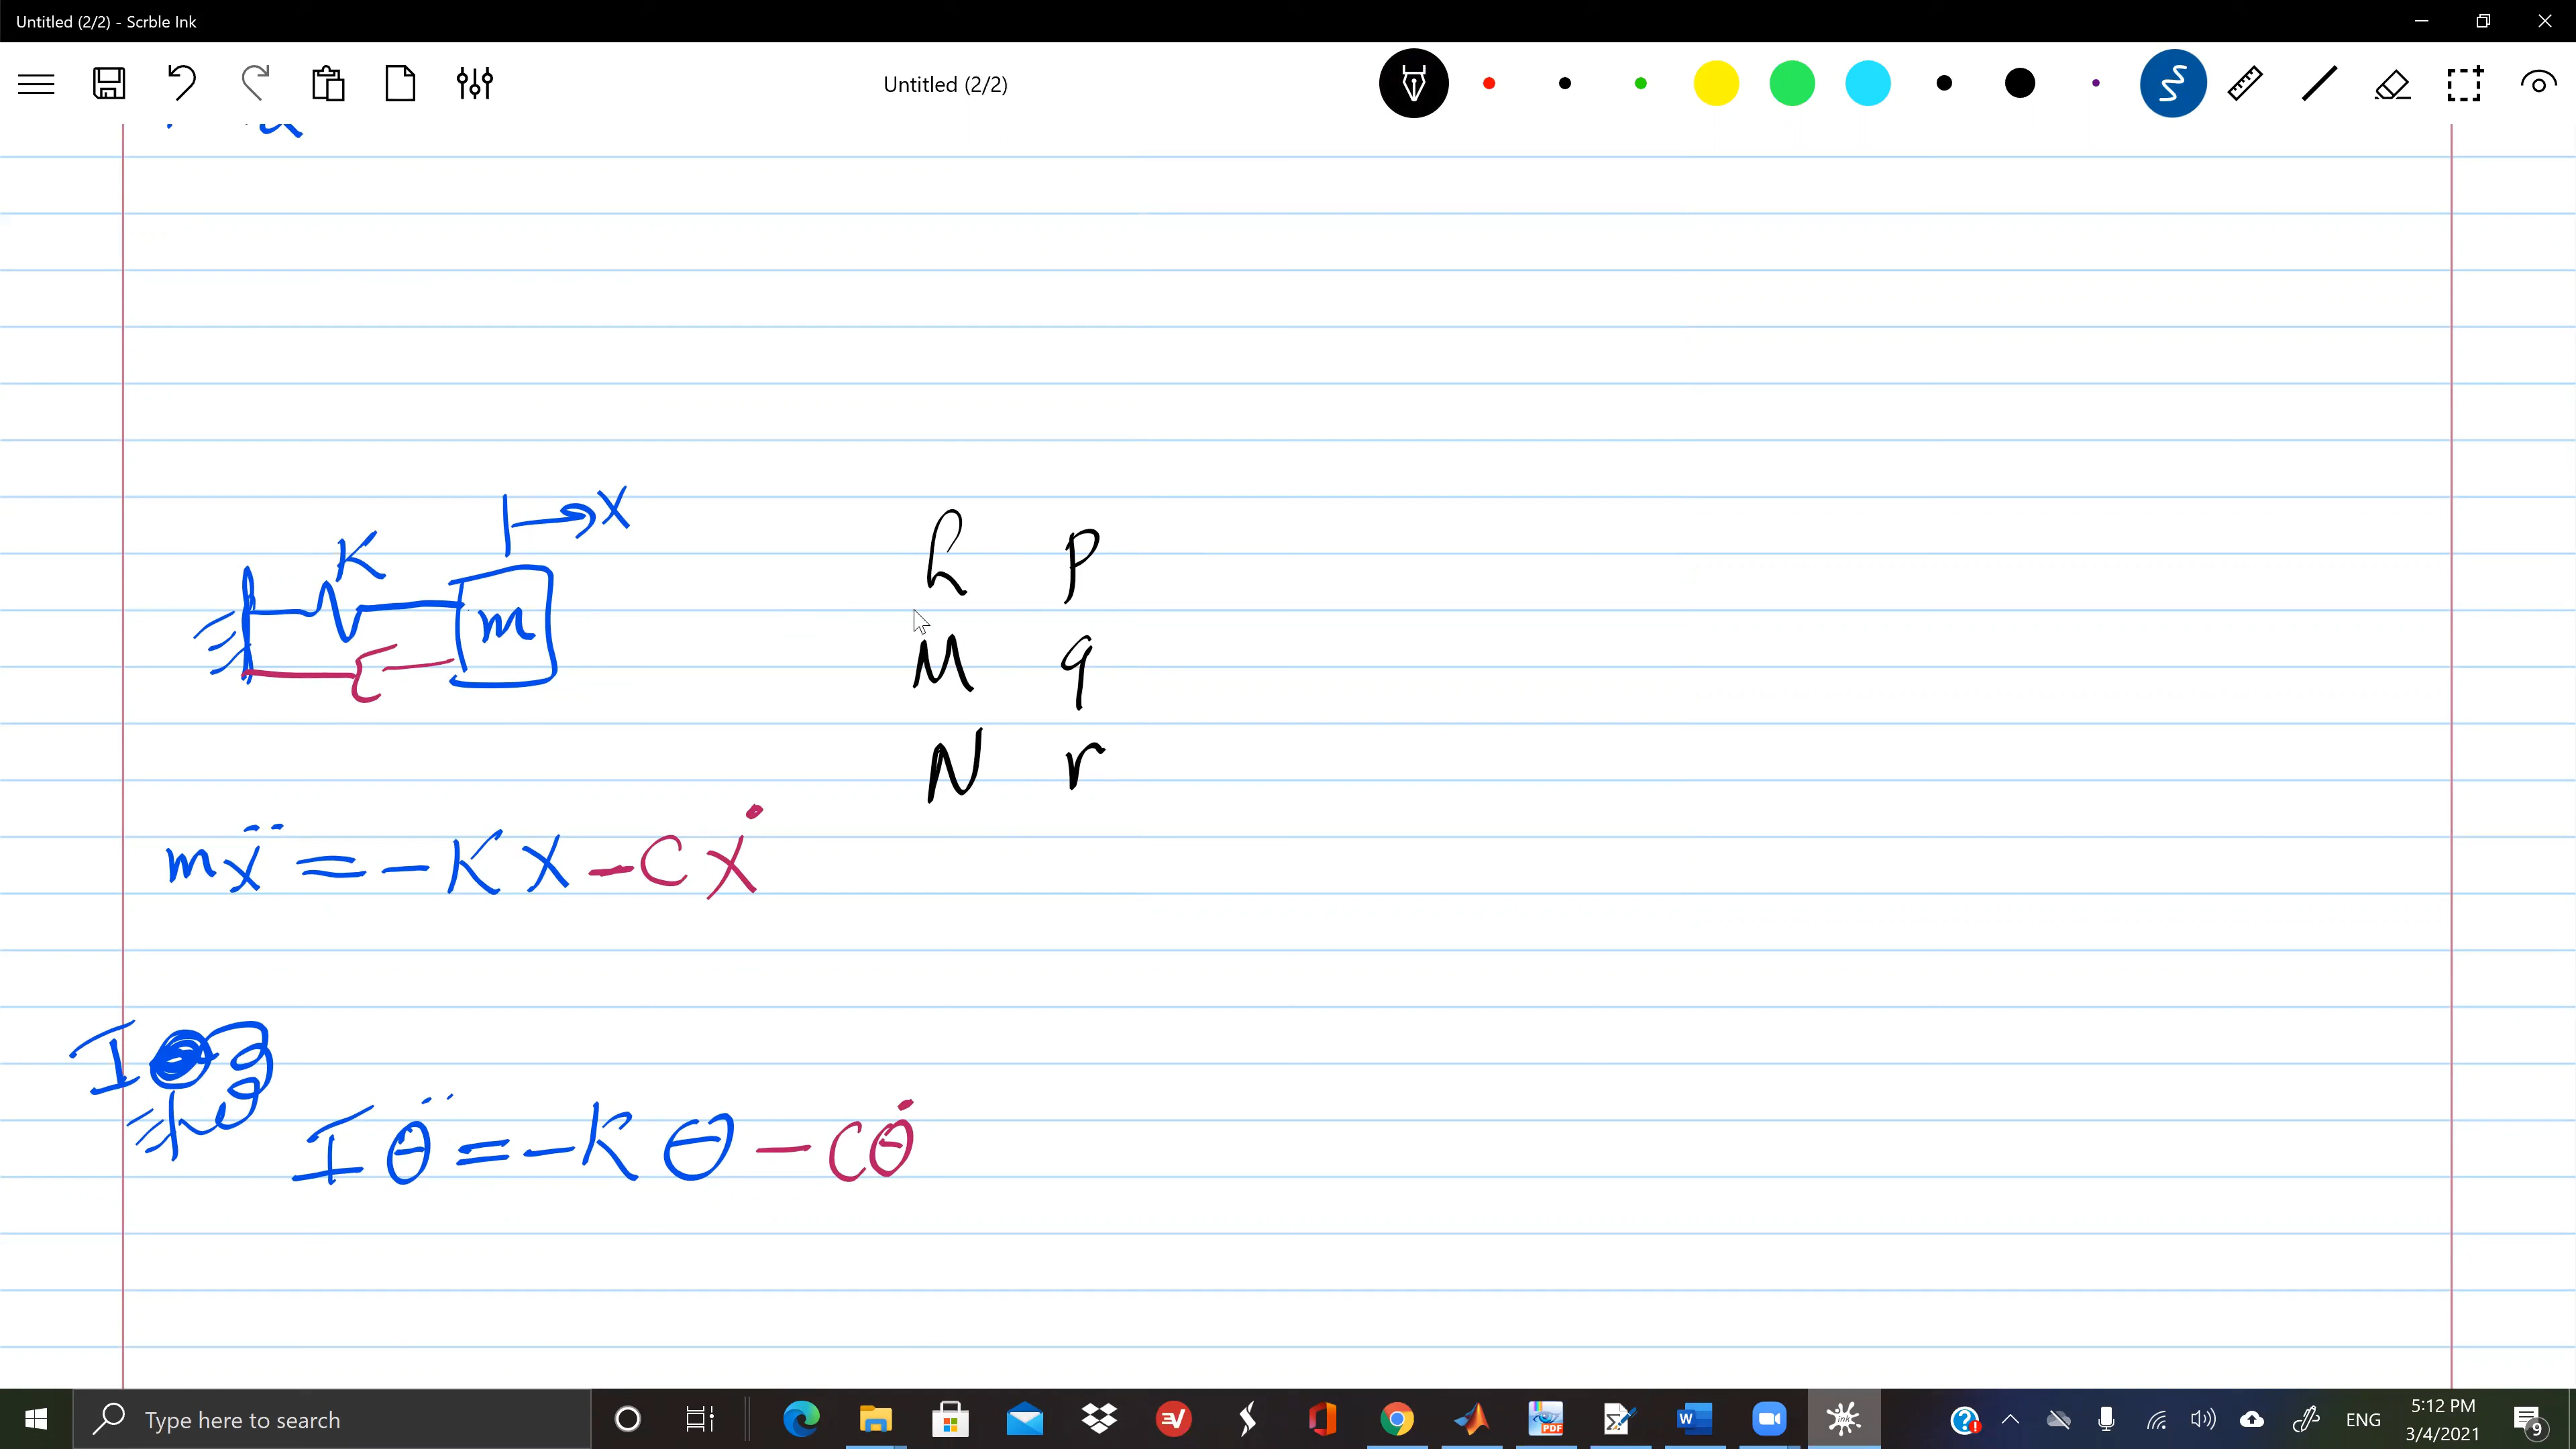 Untitled (2/2) - Scrble Ink
Untitled (2/2)
X
K
m
C
L p
M q
N r
mẍ = -Kx - Cẋ
I
Iθ̈ = -Kθ - Cθ̇
Type here to search
ENG
5:12 PM
3/4/2021
9